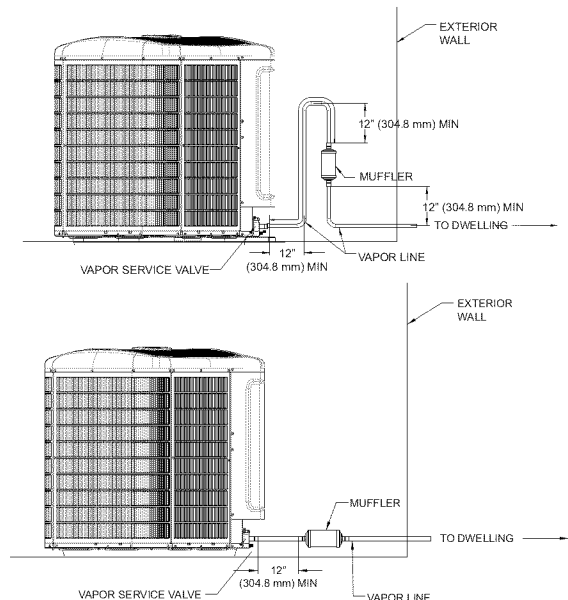 EXTERIOR
WALL
12" (304.8 mm) MIN
MUFFLER
12" (304.8 mm) MIN
TO DWELLING
VAPOR LINE
VAPOR SERVICE VALVE
12"
(304.8 mm) MIN
EXTERIOR
WALL
MUFFLER
TO DWELLING
12"
(304.8 mm) MIN
VAPOR SERVICE VALVE
VAPOR LINE